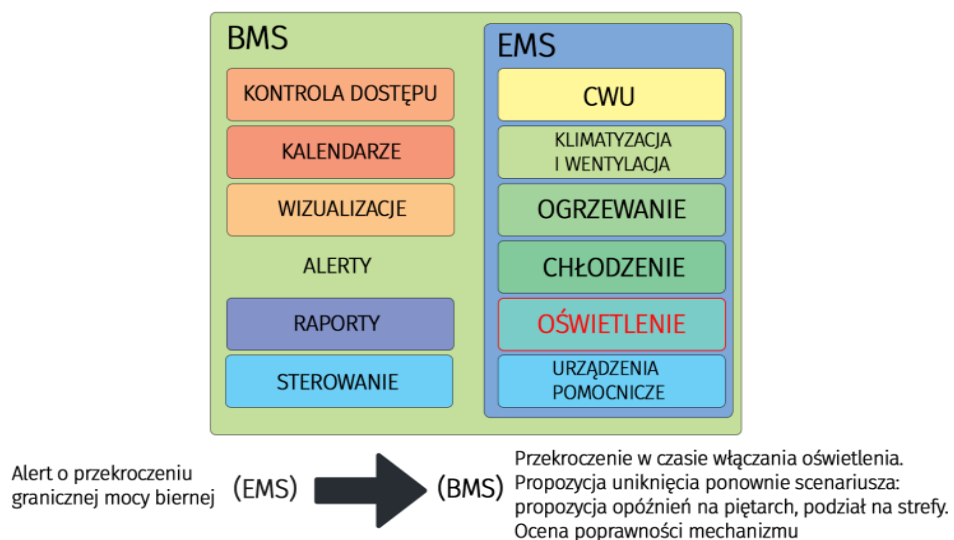 BMS
KONTROLA DOSTĘPU
KALENDARZE
WIZUALIZACJE
ALERTY
RAPORTY
STEROWANIE
EMS
CWU
KLIMATYZACJA
I WENTYLACJA
OGRZEWANIE
CHŁODZENIE
OŚWIETLENIE
URZĄDZENIA
POMOCNICZE
Alert o przekroczeniu
granicznej mocy biernej
(EMS)
(BMS)
Przekroczenie w czasie włączania oświetlenia.
Propozycja uniknięcia ponownie scenariusza:
propozycja opóźnień na piętarch, podział na strefy.
Ocena poprawności mechanizmu